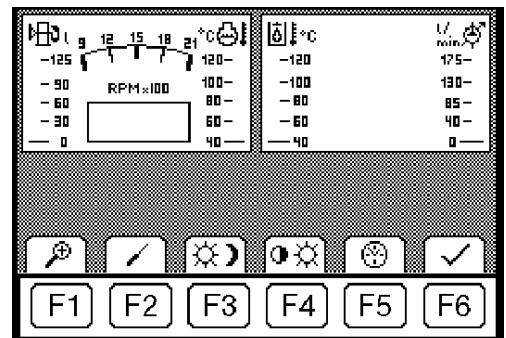 L 9 12 15 18 21 °C °C L/min.
-125 120- -120 175-
- 90 RPM x100 100- -100 130-
- 60 80- -80 85-
- 30 60- -60 40-
0 40 40 0
F1 F2 F3 F4 F5 F6